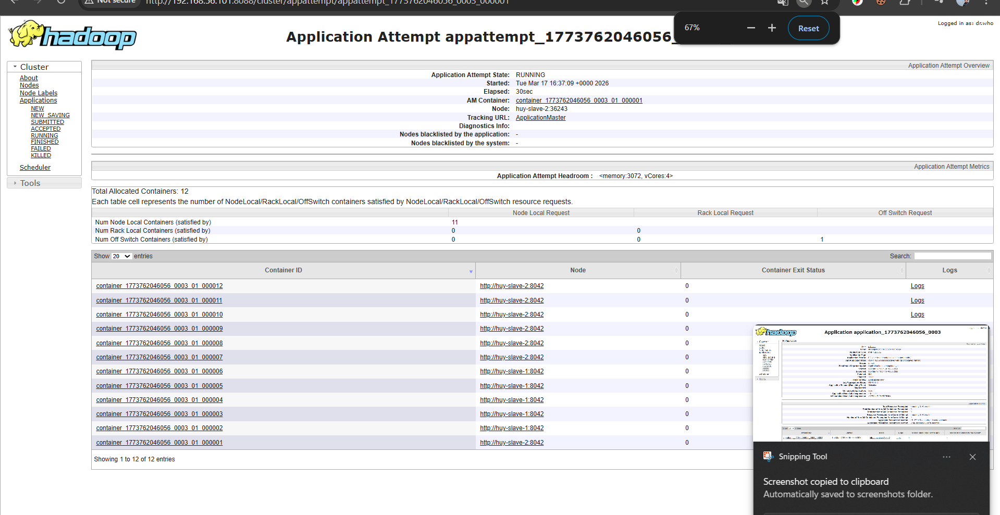 Not secure
http://192.168.56.101:8088/cluster/appattempt/appattempt_1773762046056_0003_000001
hadoop
Application Attempt appattempt_1773762046056_
67%
Reset
Logged in as: dr.who
Cluster
About
Nodes
Node Labels
Applications
NEW
NEW_SAVING
SUBMITTED
ACCEPTED
RUNNING
FINISHED
FAILED
KILLED
Scheduler
Tools
Application Attempt Overview
Application Attempt State: RUNNING
Started: Tue Mar 17 16:37:09 +0000 2026
Elapsed: 30sec
AM Container: container_1773762046056_0003_01_000001
Node: huy-slave-2:36243
Tracking URL: ApplicationMaster
Diagnostics Info:
Nodes blacklisted by the application: -
Nodes blacklisted by the system: -
Application Attempt Metrics
Application Attempt Headroom : <memory:3072, vCores:4>
Total Allocated Containers: 12
Each table cell represents the number of NodeLocal/RackLocal/OffSwitch containers satisfied by NodeLocal/RackLocal/OffSwitch resource requests.
Node Local Request Rack Local Request Off Switch Request
Num Node Local Containers (satisfied by) 11
Num Rack Local Containers (satisfied by) 0 0
Num Off Switch Containers (satisfied by) 0 0 1
Show 20 entries Search:
Container ID Node Container Exit Status Logs
container_1773762046056_0003_01_000012 http://huy-slave-2:8042 0 Logs
container_1773762046056_0003_01_000011 http://huy-slave-2:8042 0 Logs
container_1773762046056_0003_01_000010 http://huy-slave-2:8042 0 Logs
container_1773762046056_0003_01_000009 http://huy-slave-2:8042 0
container_1773762046056_0003_01_000008 http://huy-slave-2:8042 0
container_1773762046056_0003_01_000007 http://huy-slave-2:8042 0
container_1773762046056_0003_01_000006 http://huy-slave-1:8042 0
container_1773762046056_0003_01_000005 http://huy-slave-1:8042 0
container_1773762046056_0003_01_000004 http://huy-slave-1:8042 0
container_1773762046056_0003_01_000003 http://huy-slave-1:8042 0
container_1773762046056_0003_01_000002 http://huy-slave-1:8042 0
container_1773762046056_0003_01_000001 http://huy-slave-2:8042 0
Showing 1 to 12 of 12 entries
hadoop
Application application_1773762046056_0003
Snipping Tool
Screenshot copied to clipboard
Automatically saved to screenshots folder.